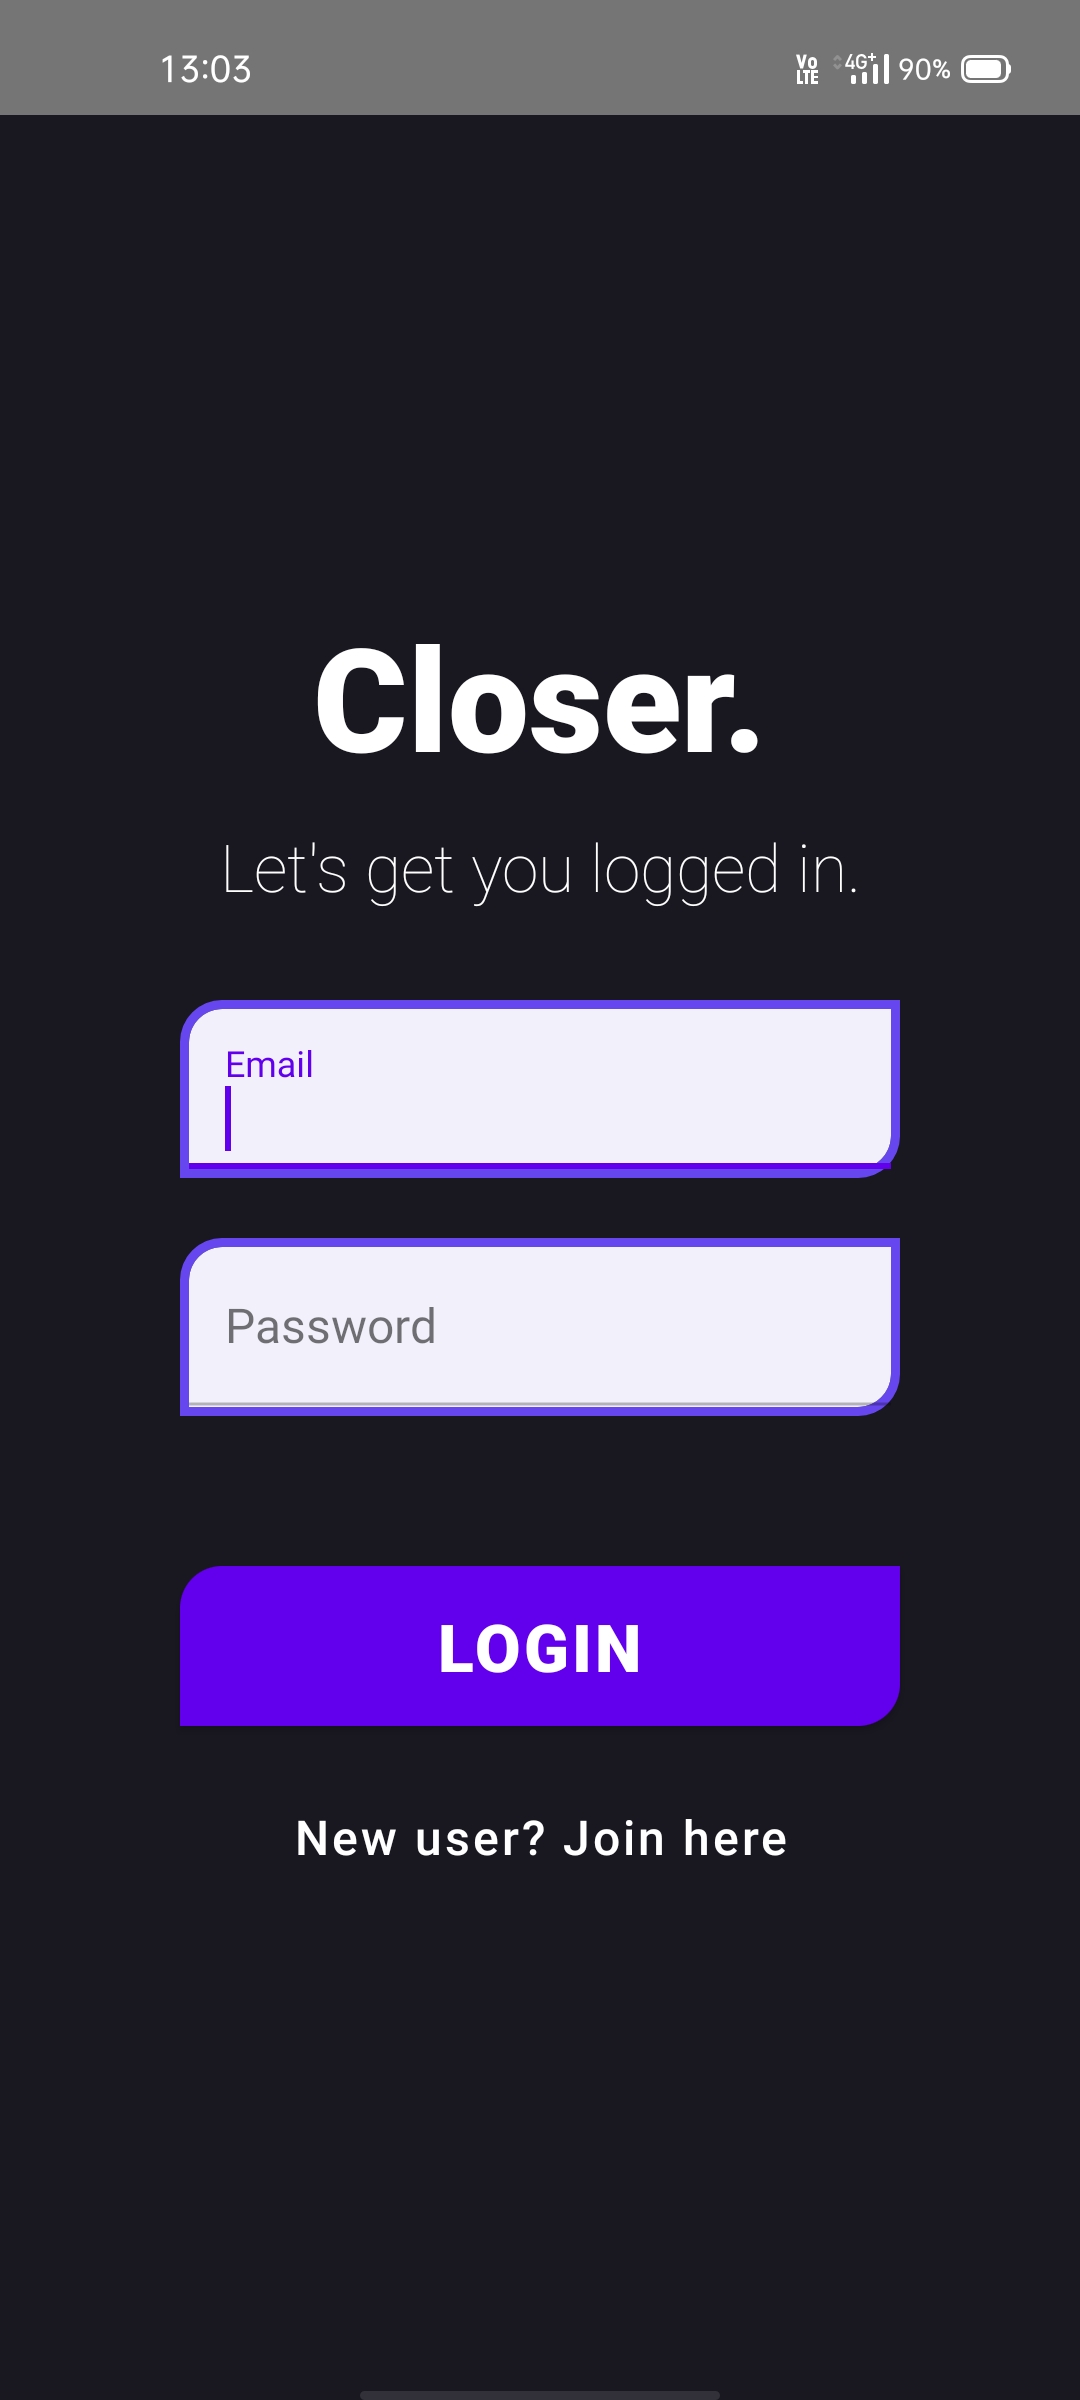 13:03 Vo LTE 4G+ 90%
Closer.
Let's get you logged in.
Email
Password
LOGIN
New user? Join here